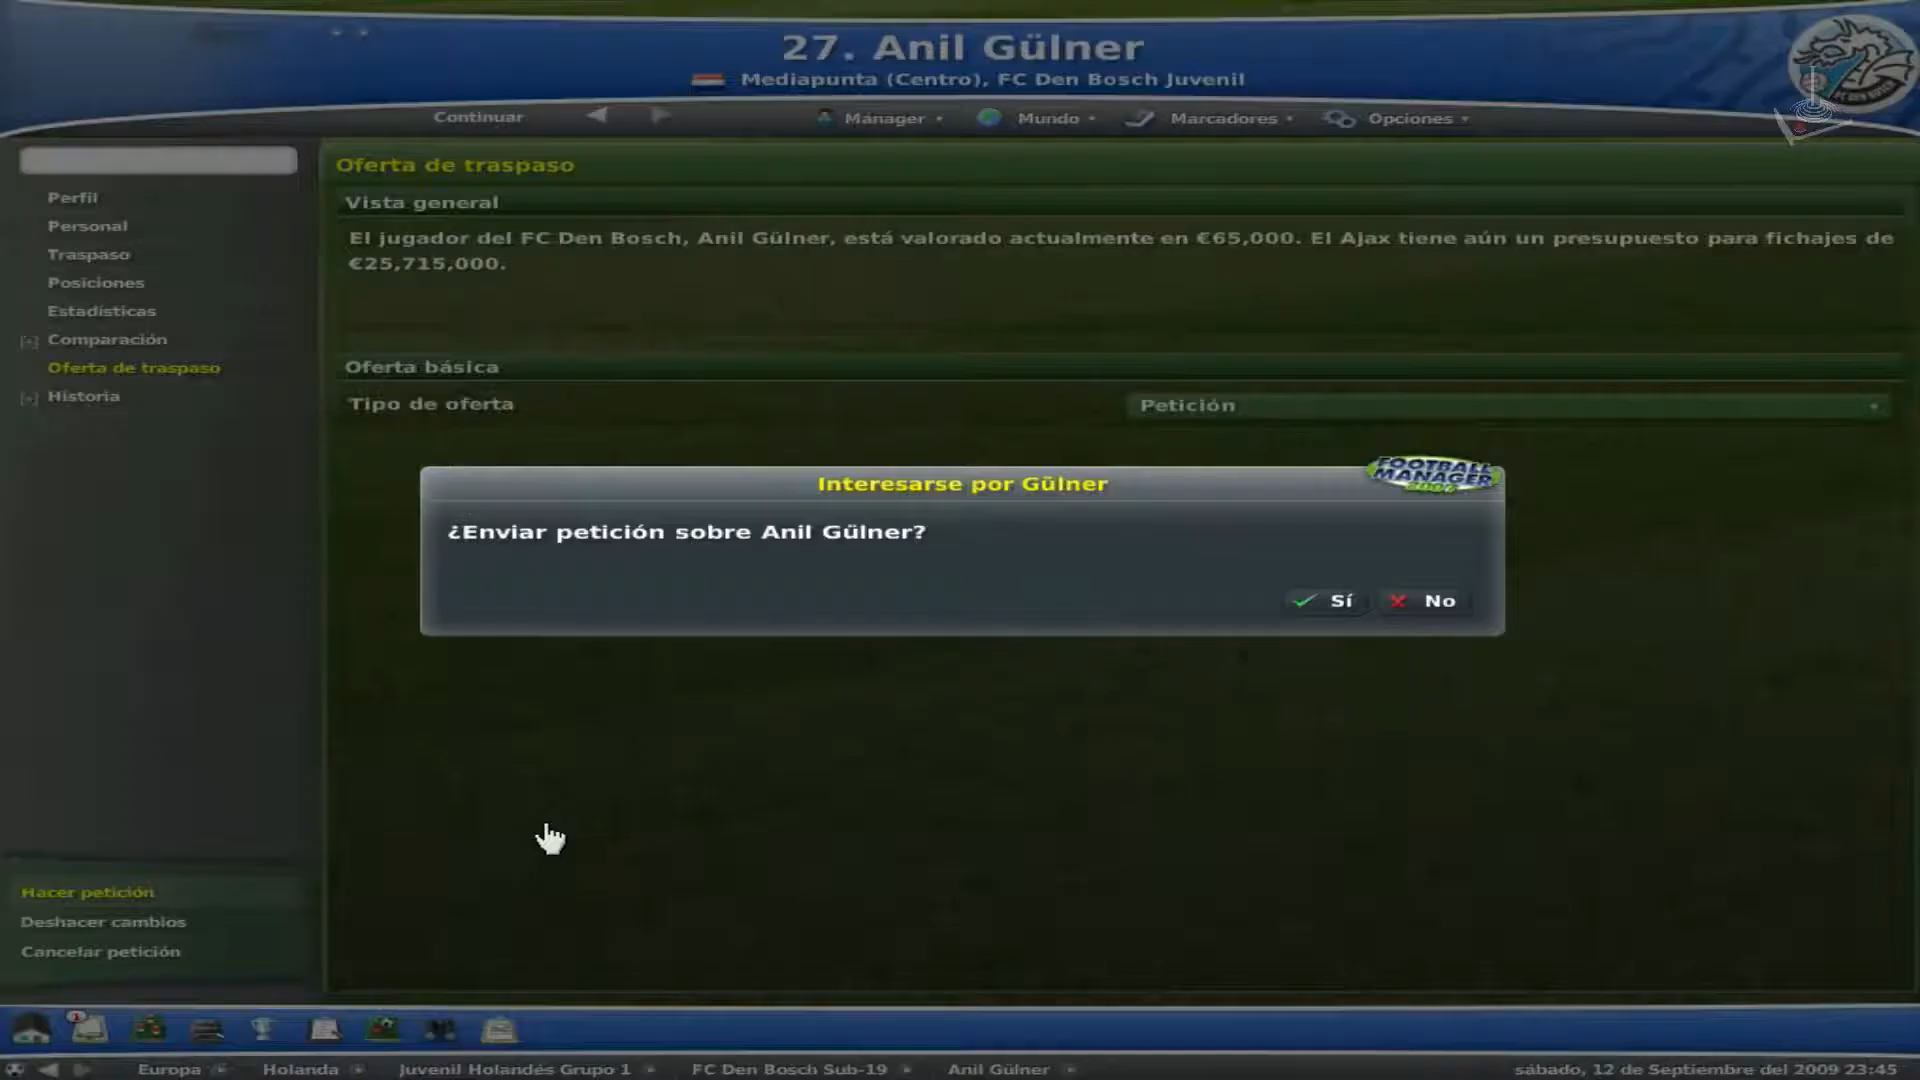 27. Anil Gülner
Mediapunta (Centro), FC Den Bosch Juvenil
Continuar
Mánager
Mundo
Marcadores
Opciones
Perfil
Personal
Traspaso
Posiciones
Estadísticas
Comparación
Oferta de traspaso
Historia
Oferta de traspaso
Vista general
El jugador del FC Den Bosch, Anil Gülner, está valorado actualmente en €65,000. El Ajax tiene aún un presupuesto para fichajes de
€25,715,000.
Oferta básica
Tipo de oferta
Petición
FOOTBALL
MANAGER
2007
Interesarse por Gülner
¿Enviar petición sobre Anil Gülner?
Sí
No
Hacer petición
Deshacer cambios
Cancelar petición
1
Europa
Holanda
Juvenil Holandés Grupo 1
FC Den Bosch Sub-19
Anil Gülner
sábado, 12 de Septiembre del 2009 23:45